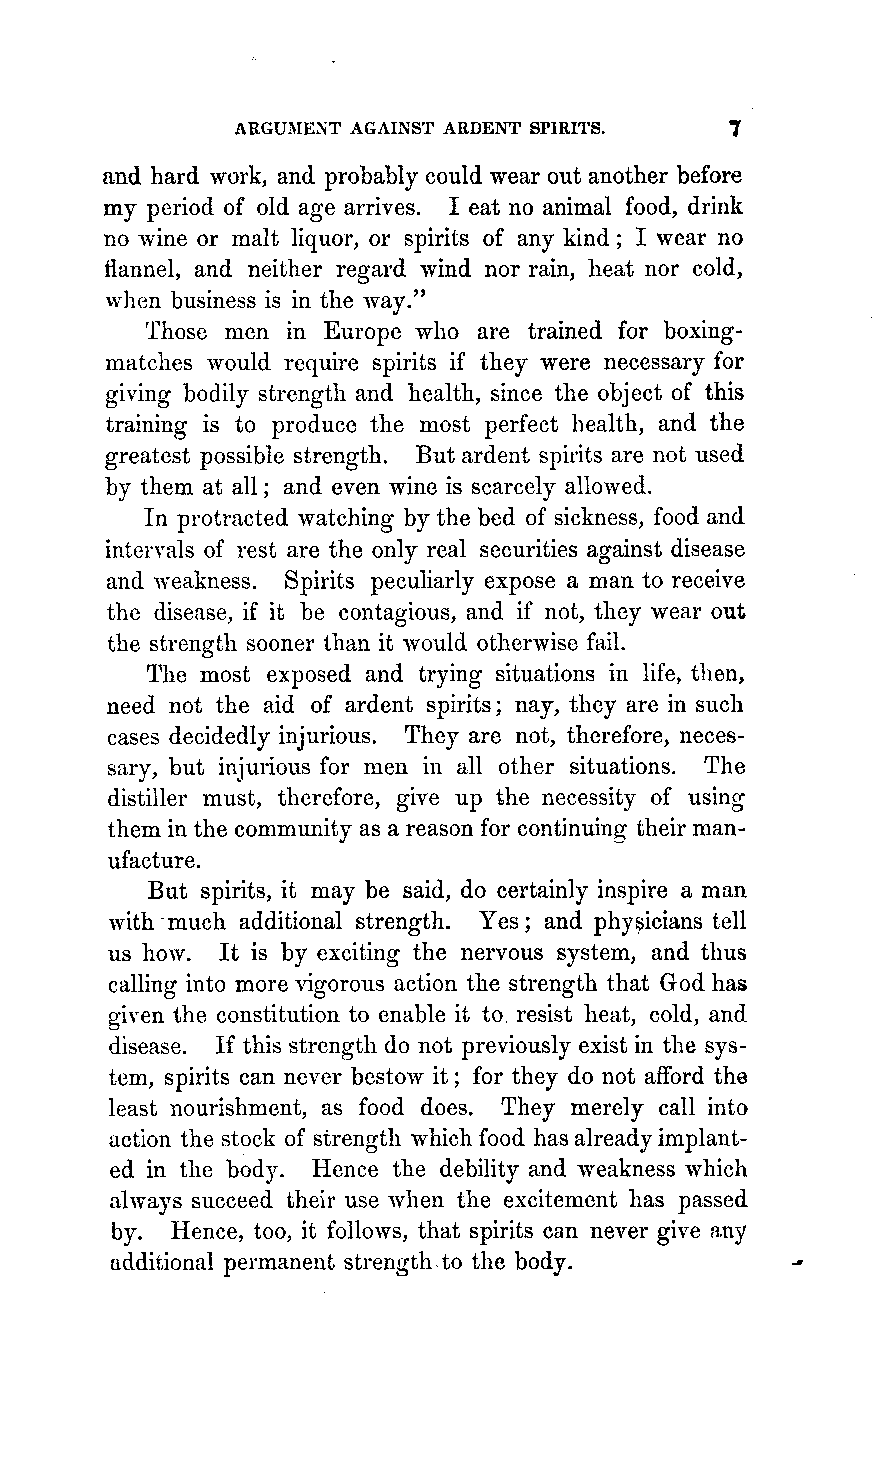 ARGUMENT AGAINST ARDENT SPIRITS. 7
and hard work, and probably could wear out another before
my period of old age arrives. I eat no animal food, drink
no wine or malt liquor, or spirits of any kind; I wear no
flannel, and neither regard wind nor rain, heat nor cold,
when business is in the way."
Those men in Europe who are trained for boxing-
matches would require spirits if they were necessary for
giving bodily strength and health, since the object of this
training is to produce the most perfect health, and the
greatest possible strength. But ardent spirits are not used
by them at all; and even wine is scarcely allowed.
In protracted watching by the bed of sickness, food and
intervals of rest are the only real securities against disease
and weakness. Spirits peculiarly expose a man to receive
the disease, if it be contagious, and if not, they wear out
the strength sooner than it would otherwise fail.
The most exposed and trying situations in life, then,
need not the aid of ardent spirits; nay, they are in such
cases decidedly injurious. They are not, therefore, neces-
sary, but injurious for men in all other situations. The
distiller must, therefore, give up the necessity of using
them in the community as a reason for continuing their man-
ufacture.
But spirits, it may be said, do certainly inspire a man
with much additional strength. Yes; and physicians tell
us how. It is by exciting the nervous system, and thus
calling into more vigorous action the strength that God has
given the constitution to enable it to resist heat, cold, and
disease. If this strength do not previously exist in the sys-
tem, spirits can never bestow it; for they do not afford the
least nourishment, as food does. They merely call into
action the stock of strength which food has already implant-
ed in the body. Hence the debility and weakness which
always succeed their use when the excitement has passed
by. Hence, too, it follows, that spirits can never give any
additional permanent strength to the body.